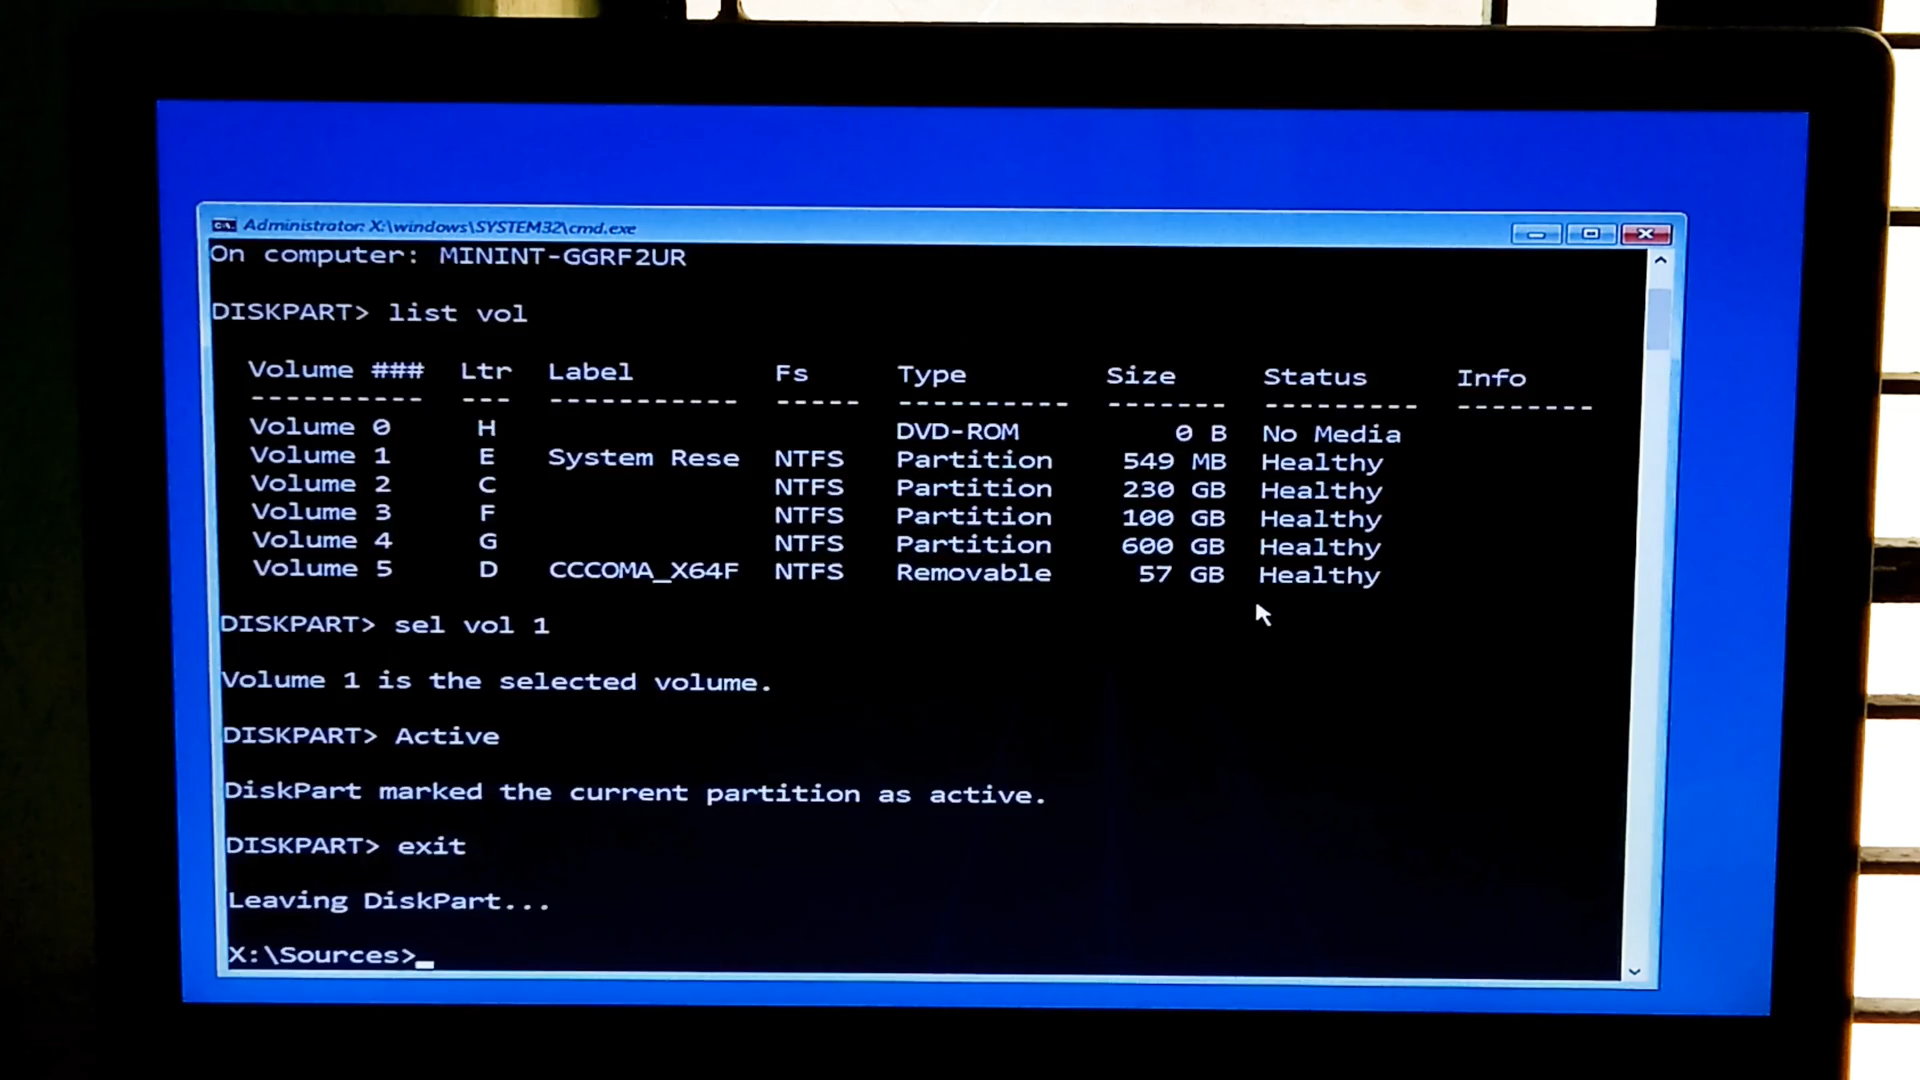 Administrator: X:\windows\SYSTEM32\cmd.exe
On computer: MININT-GGRF2UR
DISKPART> list vol
Volume ### Ltr Label Fs Type Size Status Info
---------- --- ----------- ----- ---------- ------- --------- --------
Volume 0 H DVD-ROM 0 B No Media
Volume 1 E System Rese NTFS Partition 549 MB Healthy
Volume 2 C NTFS Partition 230 GB Healthy
Volume 3 F NTFS Partition 100 GB Healthy
Volume 4 G NTFS Partition 600 GB Healthy
Volume 5 D CCCOMA_X64F NTFS Removable 57 GB Healthy
DISKPART> sel vol 1
Volume 1 is the selected volume.
DISKPART> Active
DiskPart marked the current partition as active.
DISKPART> exit
Leaving DiskPart...
X:\Sources>